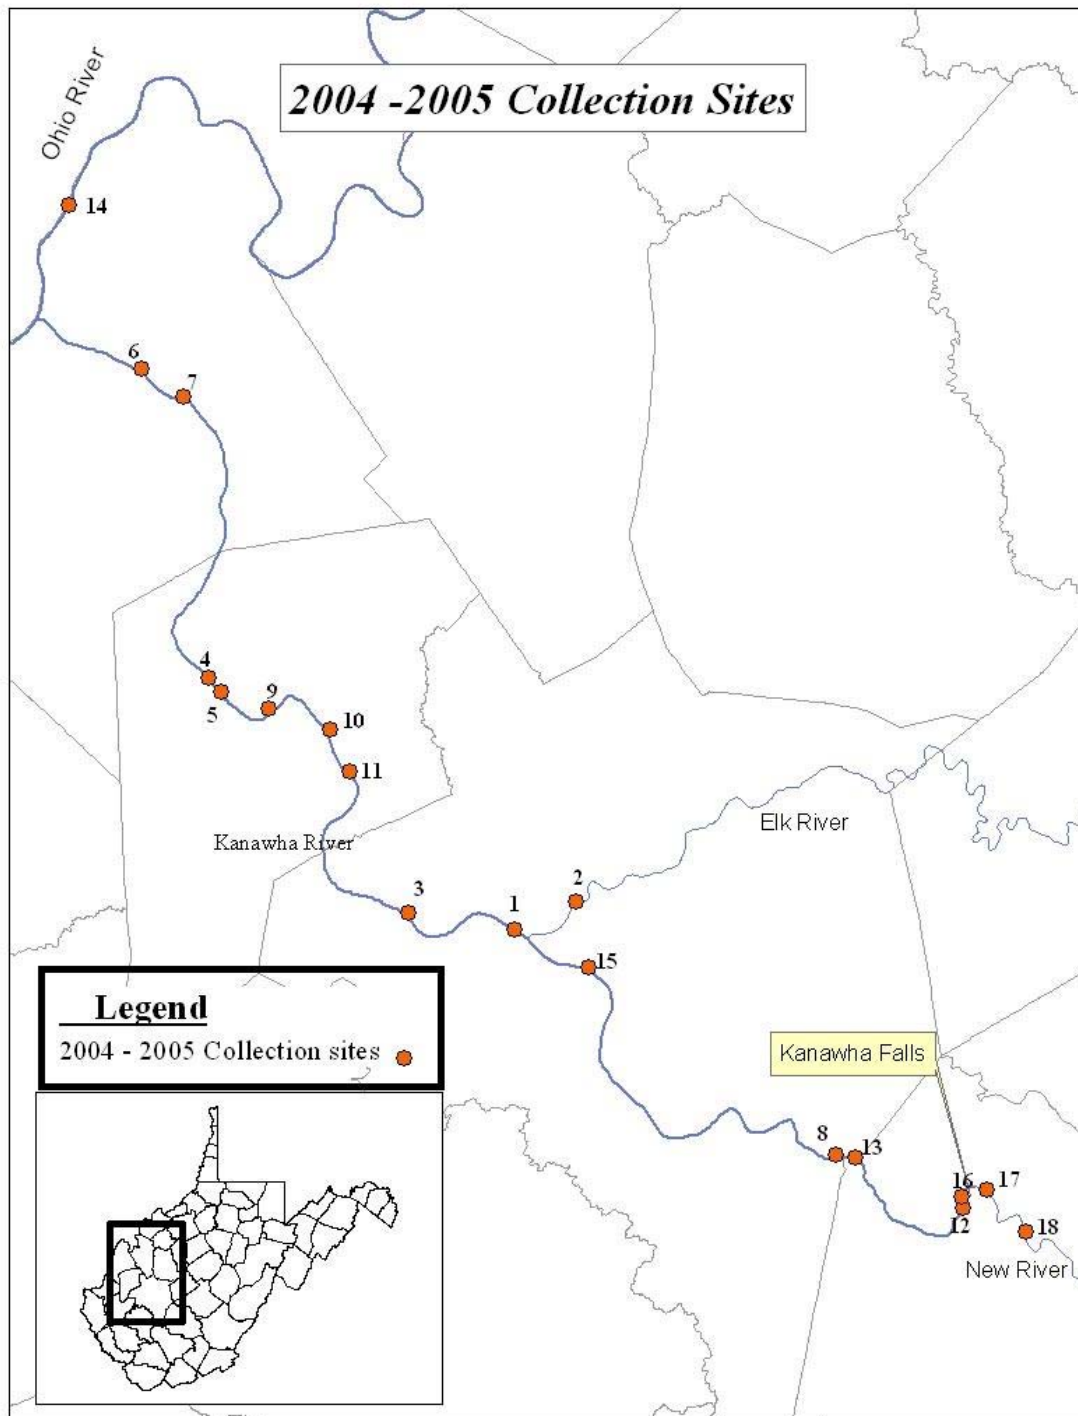 2004 -2005 Collection Sites
Ohio River
14
6
7
4
5
9
10
11
Kanawha River
Elk River
3
1
2
15
Kanawha Falls
8
13
16
17
12
18
New River
Legend
2004 - 2005 Collection sites